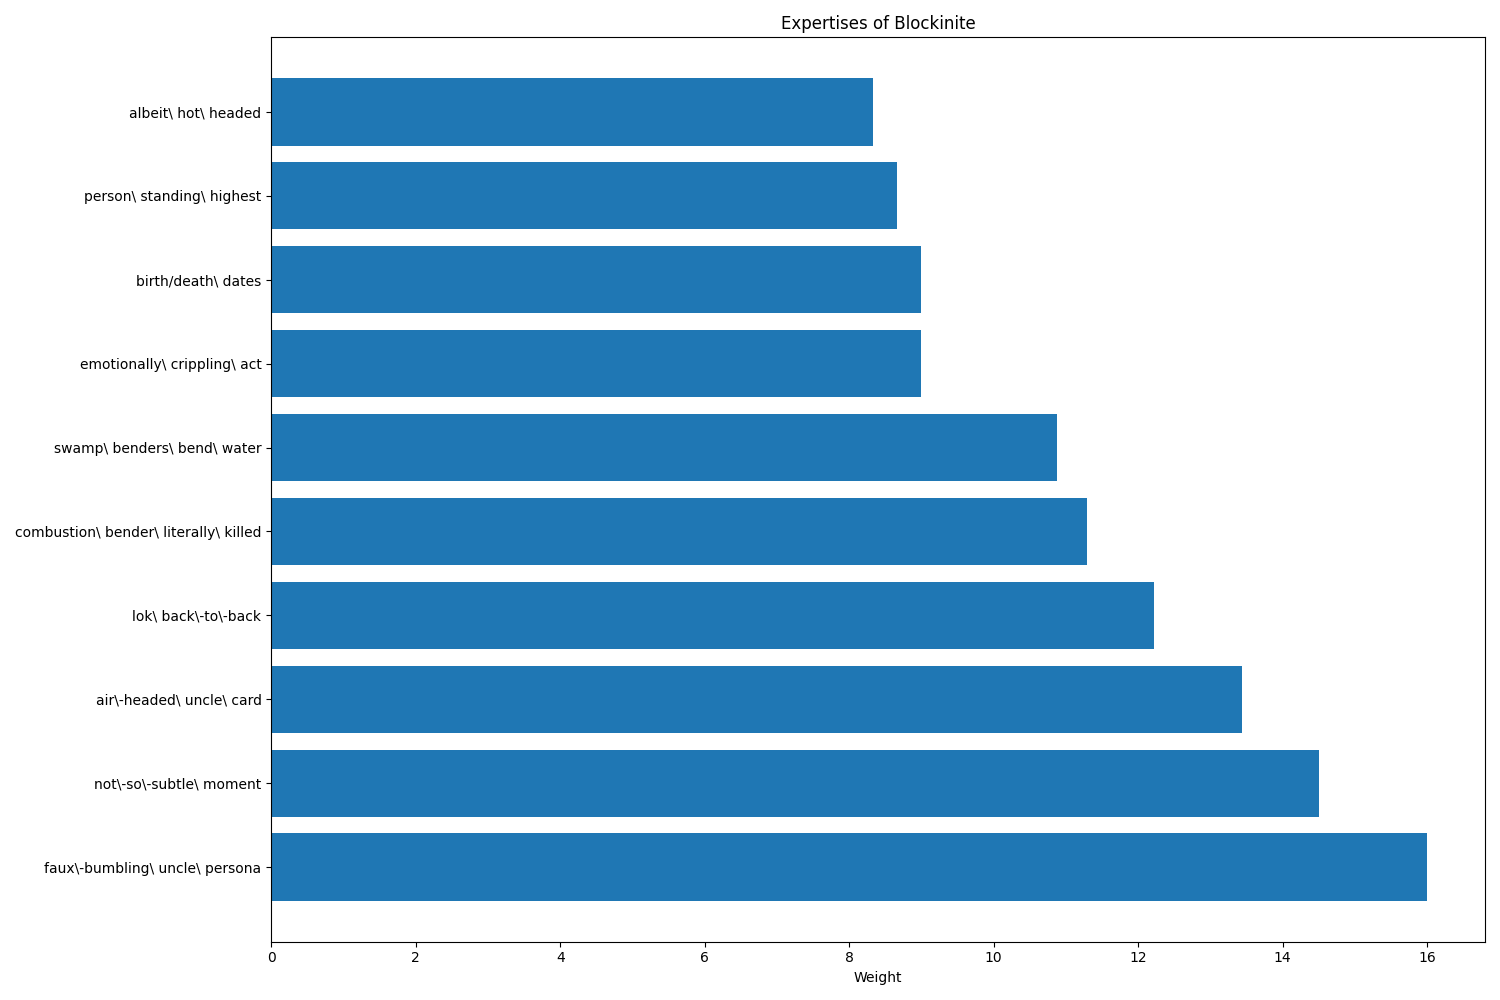 Expertises of Blockinite
albeit\ hot\ headed
person\ standing\ highest
birth/death\ dates
emotionally\ crippling\ act
swamp\ benders\ bend\ water
combustion\ bender\ literally\ killed
lok\ back\-to\-back
air\-headed\ uncle\ card
not\-so\-subtle\ moment
faux\-bumbling\ uncle\ persona
0 2 4 6 8 10 12 14 16
Weight